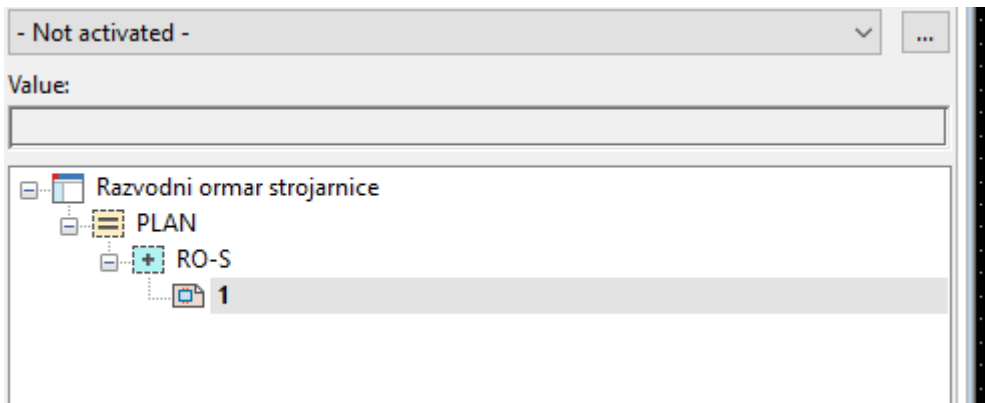 - Not activated -
...
Value:
Razvodni ormar strojarnice
PLAN
RO-S
1